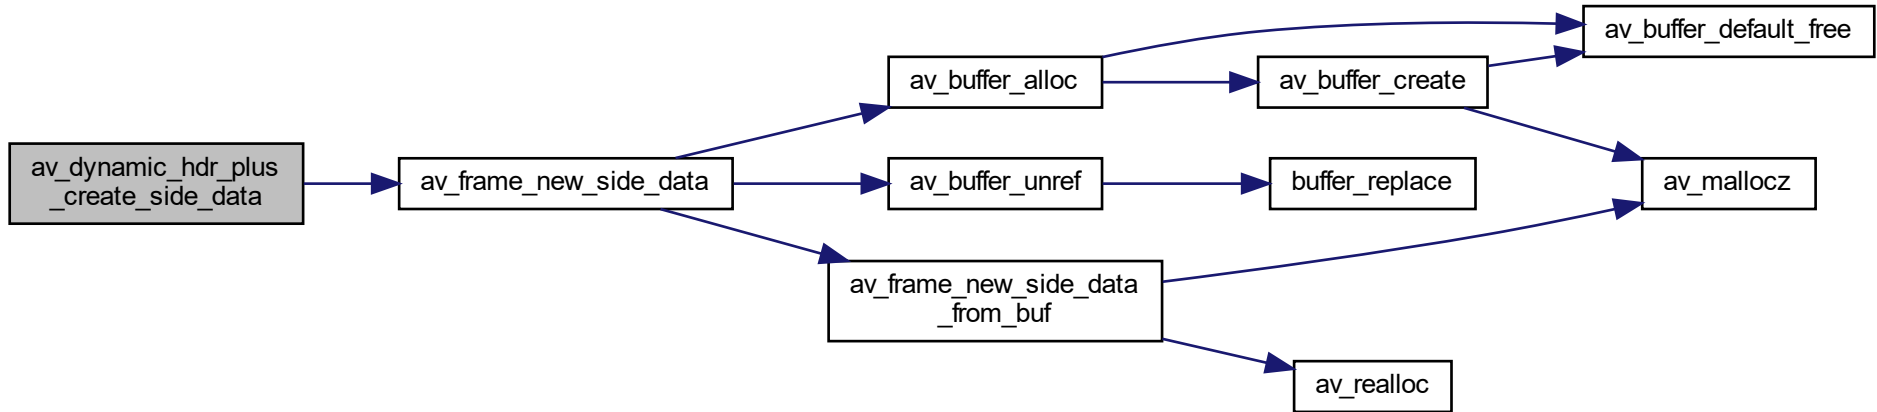 av_dynamic_hdr_plus
_create_side_data
av_frame_new_side_data
av_buffer_alloc
av_buffer_unref
av_frame_new_side_data
_from_buf
av_buffer_create
buffer_replace
av_realloc
av_buffer_default_free
av_mallocz